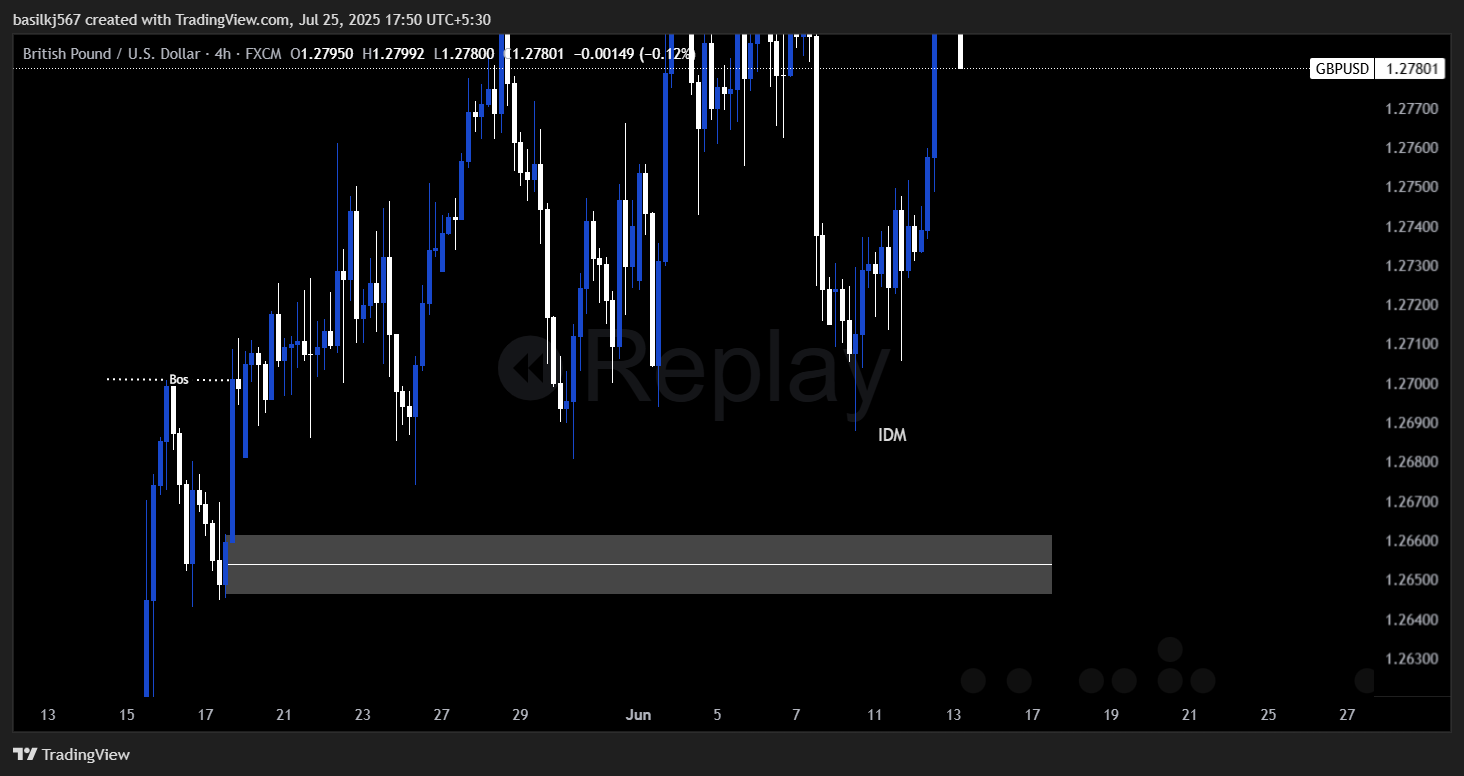 basilkj567 created with TradingView.com, Jul 25, 2025 17:50 UTC+5:30
British Pound / U.S. Dollar · 4h · FXCM O1.27950 H1.27992 L1.27800 C1.27801 −0.00149 (−0.12%)
GBPUSD 1.27801
1.27700
1.27600
1.27500
1.27400
1.27300
1.27200
1.27100
Replay
Bos
1.27000
1.26900
IDM
1.26800
1.26700
1.26600
1.26500
1.26400
1.26300
13 15 17 21 23 27 29 Jun 5 7 11 13 17 19 21 25 27
TradingView